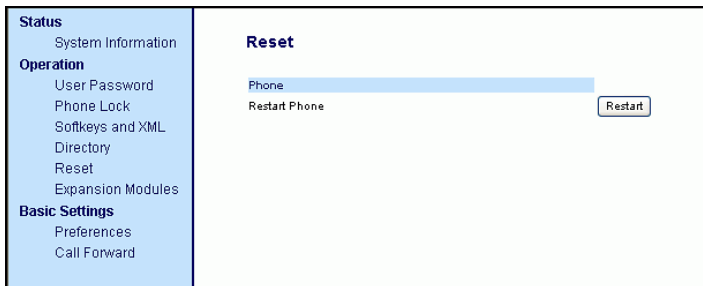 Status
System Information
Operation
User Password
Phone Lock
Softkeys and XML
Directory
Reset
Expansion Modules
Basic Settings
Preferences
Call Forward
Reset
Phone
Restart Phone
Restart